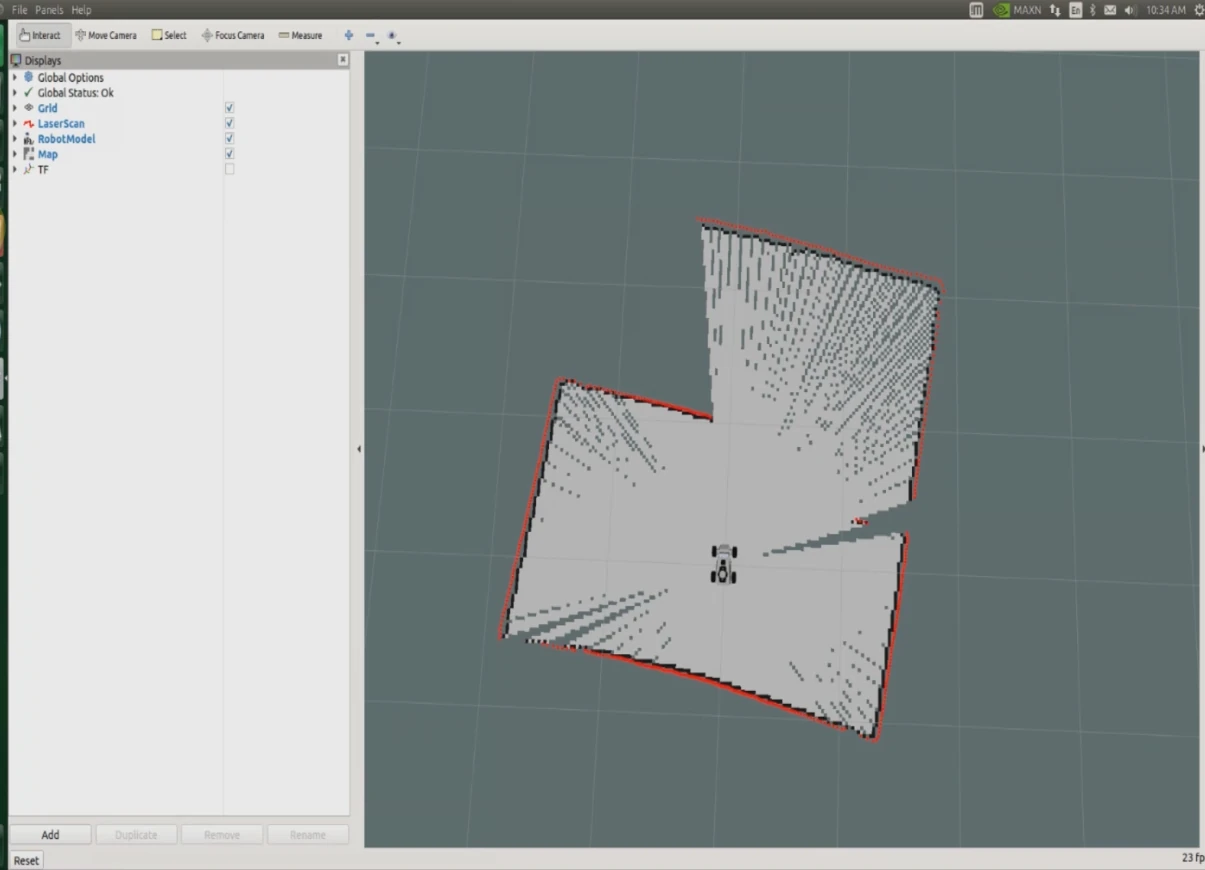 File Panels Help
MAXN En 10:34 AM
Interact Move Camera Select Focus Camera Measure
Displays
Global Options
Global Status: Ok
Grid
LaserScan
RobotModel
Map
TF
Add Duplicate Remove Rename
Reset
23 fp